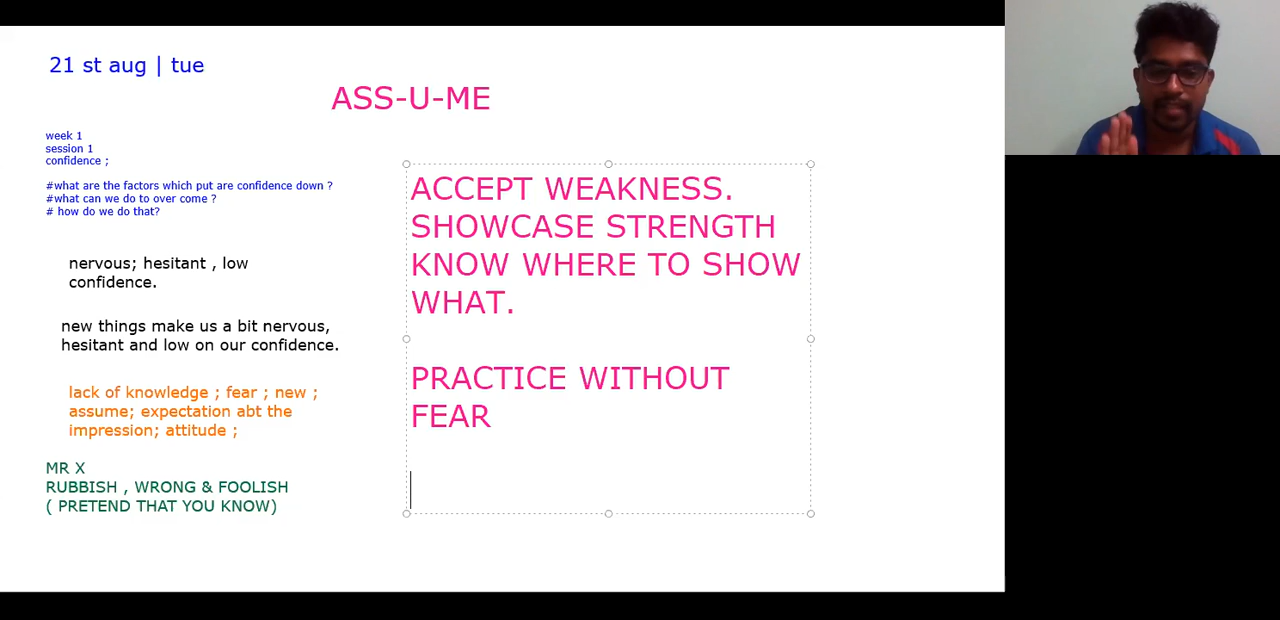 21 st aug | tue
ASS-U-ME
week 1
session 1
confidence ;
#what are the factors which put are confidence down ?
#what can we do to over come ?
# how do we do that?
nervous; hesitant , low
confidence.
new things make us a bit nervous,
hesitant and low on our confidence.
lack of knowledge ; fear ; new ;
assume; expectation abt the
impression; attitude ;
MR X
RUBBISH , WRONG & FOOLISH
( PRETEND THAT YOU KNOW)
ACCEPT WEAKNESS.
SHOWCASE STRENGTH
KNOW WHERE TO SHOW
WHAT.
PRACTICE WITHOUT
FEAR